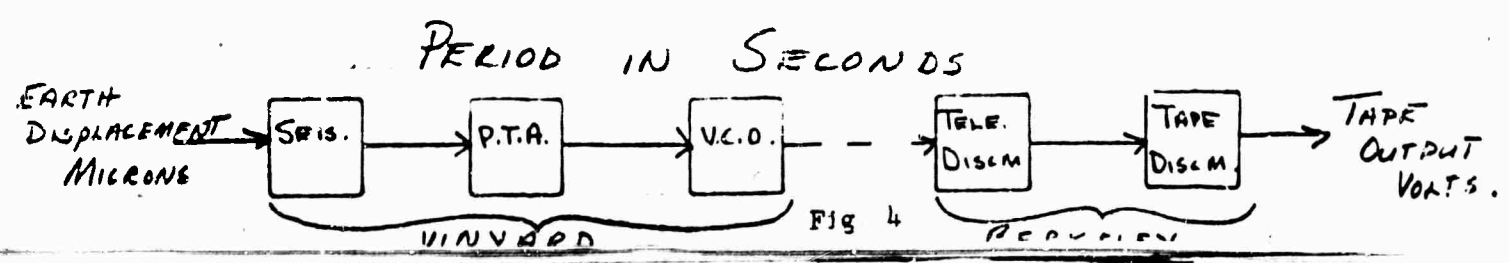 PERIOD IN SECONDS
EARTH
DISPLACEMENT
MICRONS
SEIS.
P.T.A.
V.C.O.
TELE.
DISCM
TAPE
DISCM.
TAPE
OUTPUT
VOLTS.
Fig 4